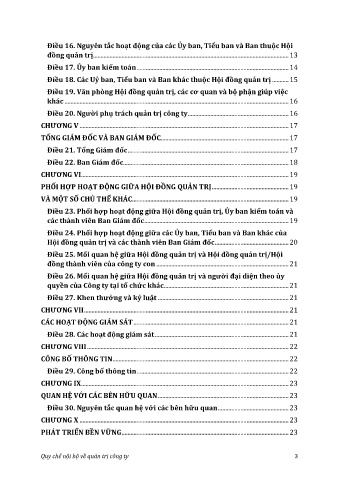 Điều 16. Nguyên tắc hoạt động của các Ủy ban, Tiểu ban và Ban thuộc Hội
đồng quản trị.....13
Điều 17. Ủy ban kiểm toán.....14
Điều 18. Các Uỷ ban, Tiểu ban và Ban khác thuộc Hội đồng quản trị.....15
Điều 19. Văn phòng Hội đồng quản trị, các cơ quan và bộ phận giúp việc
khác.....16
Điều 20. Người phụ trách quản trị công ty.....16
CHƯƠNG V.....17
TỔNG GIÁM ĐỐC VÀ BAN GIÁM ĐỐC.....17
Điều 21. Tổng Giám đốc.....17
Điều 22. Ban Giám đốc.....18
CHƯƠNG VI.....19
PHỐI HỢP HOẠT ĐỘNG GIỮA HỘI ĐỒNG QUẢN TRỊ.....19
VÀ MỘT SỐ CHỦ THỂ KHÁC.....19
Điều 23. Phối hợp hoạt động giữa Hội đồng quản trị, Ủy ban kiểm toán và
các thành viên Ban Giám đốc.....19
Điều 24. Phối hợp hoạt động giữa các Ủy ban, Tiểu ban và Ban khác của
Hội đồng quản trị và các thành viên Ban Giám đốc.....20
Điều 25. Mối quan hệ giữa Hội đồng quản trị và Hội đồng quản trị/Hội
đồng thành viên của công ty con.....21
Điều 26. Mối quan hệ giữa Hội đồng quản trị và người đại diện theo ủy
quyền của Công ty tại tổ chức khác.....21
Điều 27. Khen thưởng và kỷ luật.....21
CHƯƠNG VII.....21
CÁC HOẠT ĐỘNG GIÁM SÁT.....21
Điều 28. Các hoạt động giám sát.....21
CHƯƠNG VIII.....22
CÔNG BỐ THÔNG TIN.....22
Điều 29. Công bố thông tin.....22
CHƯƠNG IX.....23
QUAN HỆ VỚI CÁC BÊN HỮU QUAN.....23
Điều 30. Nguyên tắc quan hệ với các bên hữu quan.....23
CHƯƠNG X.....23
PHÁT TRIỂN BỀN VỮNG.....23
Quy chế nội bộ về quản trị công ty 3